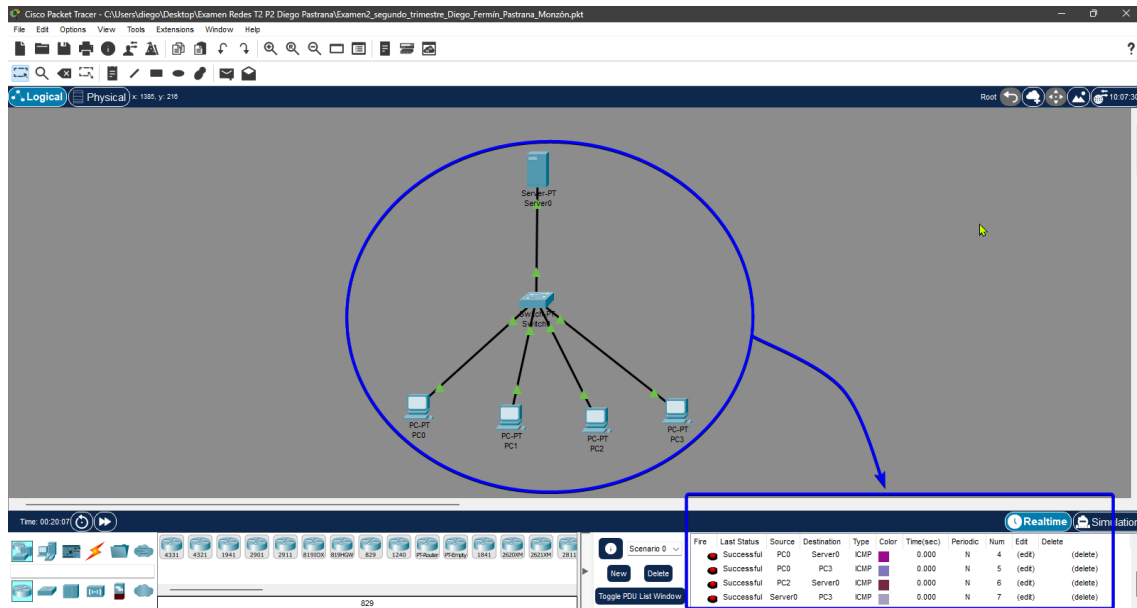 Cisco Packet Tracer - C:\Users\diego\Desktop\Examen Redes T2 P2 Diego Pastrana\Examen2_segundo_trimestre_Diego_Fermín_Pastrana_Monzón.pkt
File Edit Options View Tools Extensions Window Help
?
Logical Physical x: 1385, y: 216 Root 10:07:30
Server-PT
Server0
Switch-PT
PC-PT
PC0
PC-PT
PC1
PC-PT
PC2
PC-PT
PC3
Time: 00:20:07 Realtime Simulation
4331 4321 1941 2901 2911 819IOX 819HGW 829 1240 PT-Router PT-Empty 1841 2620XM 2621XM 2811
829
Scenario 0
New Delete
Toggle PDU List Window
Fire Last Status Source Destination Type Color Time(sec) Periodic Num Edit Delete
Successful PC0 Server0 ICMP 0.000 N 4 (edit) (delete)
Successful PC0 PC3 ICMP 0.000 N 5 (edit) (delete)
Successful PC2 Server0 ICMP 0.000 N 6 (edit) (delete)
Successful Server0 PC3 ICMP 0.000 N 7 (edit) (delete)